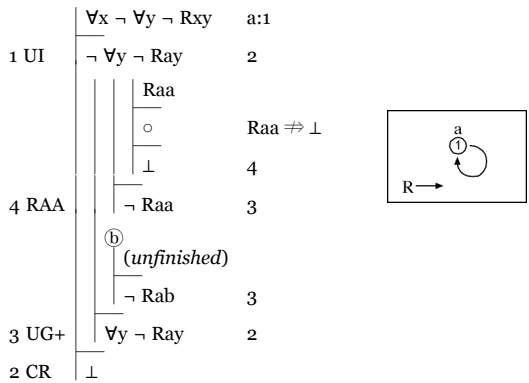 ∀x ¬ ∀y ¬ Rxy a:1
1 UI ¬ ∀y ¬ Ray 2
Raa
○ Raa ⇏ ⊥
⊥ 4
4 RAA ¬ Raa 3
ⓑ
(unfinished)
¬ Rab 3
3 UG+ ∀y ¬ Ray 2
2 CR ⊥
a
①
R